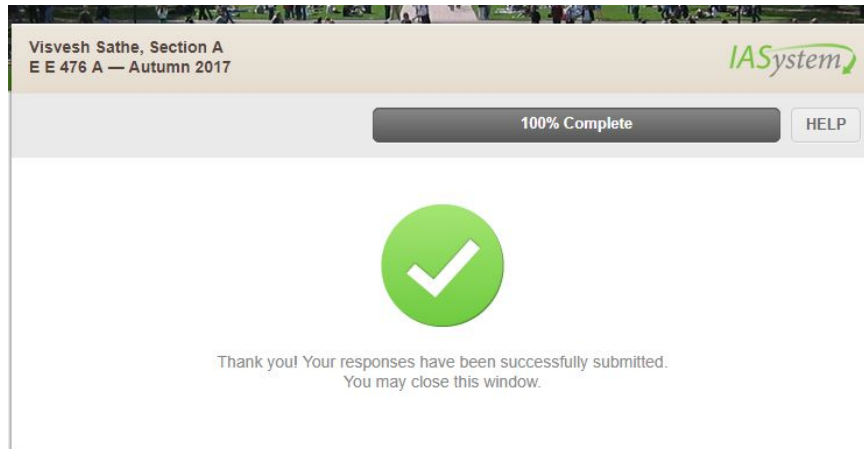 Visvesh Sathe, Section A
E E 476 A — Autumn 2017
IASystem
100% Complete
HELP
Thank you! Your responses have been successfully submitted.
You may close this window.